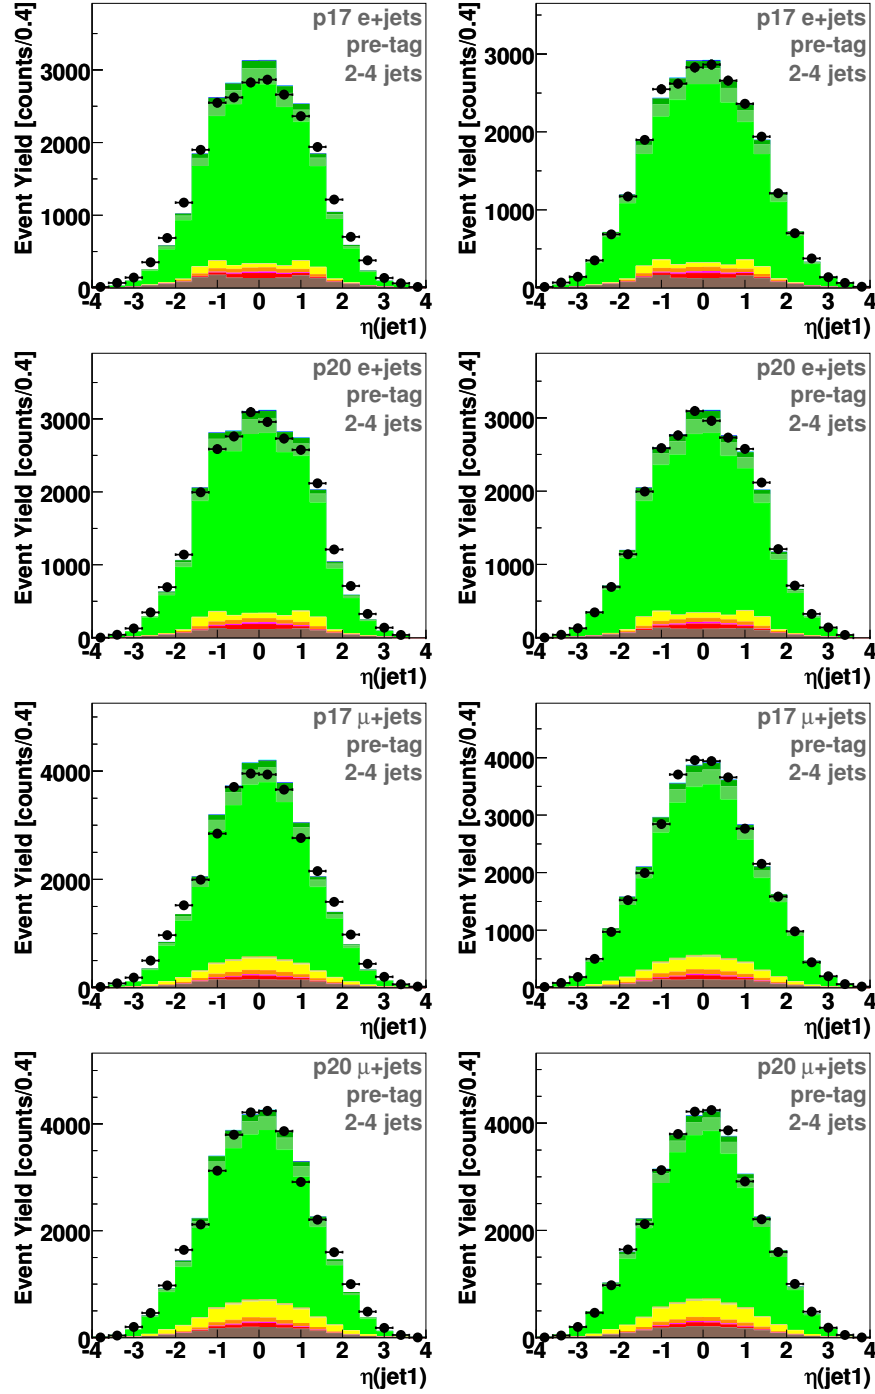 p17 e+jets
pre-tag
2-4 jets
Event Yield [counts/0.4]
3000
2000
1000
0
-4 -3 -2 -1 0 1 2 3 4
η(jet1)
p17 e+jets
pre-tag
2-4 jets
Event Yield [counts/0.4]
3000
2000
1000
0
-4 -3 -2 -1 0 1 2 3 4
η(jet1)
p20 e+jets
pre-tag
2-4 jets
Event Yield [counts/0.4]
3000
2000
1000
0
-4 -3 -2 -1 0 1 2 3 4
η(jet1)
p20 e+jets
pre-tag
2-4 jets
Event Yield [counts/0.4]
3000
2000
1000
0
-4 -3 -2 -1 0 1 2 3 4
η(jet1)
p17 μ+jets
pre-tag
2-4 jets
Event Yield [counts/0.4]
4000
2000
0
-4 -3 -2 -1 0 1 2 3 4
η(jet1)
p17 μ+jets
pre-tag
2-4 jets
Event Yield [counts/0.4]
4000
3000
2000
1000
0
-4 -3 -2 -1 0 1 2 3 4
η(jet1)
p20 μ+jets
pre-tag
2-4 jets
Event Yield [counts/0.4]
4000
2000
0
-4 -3 -2 -1 0 1 2 3 4
η(jet1)
p20 μ+jets
pre-tag
2-4 jets
Event Yield [counts/0.4]
4000
2000
0
-4 -3 -2 -1 0 1 2 3 4
η(jet1)